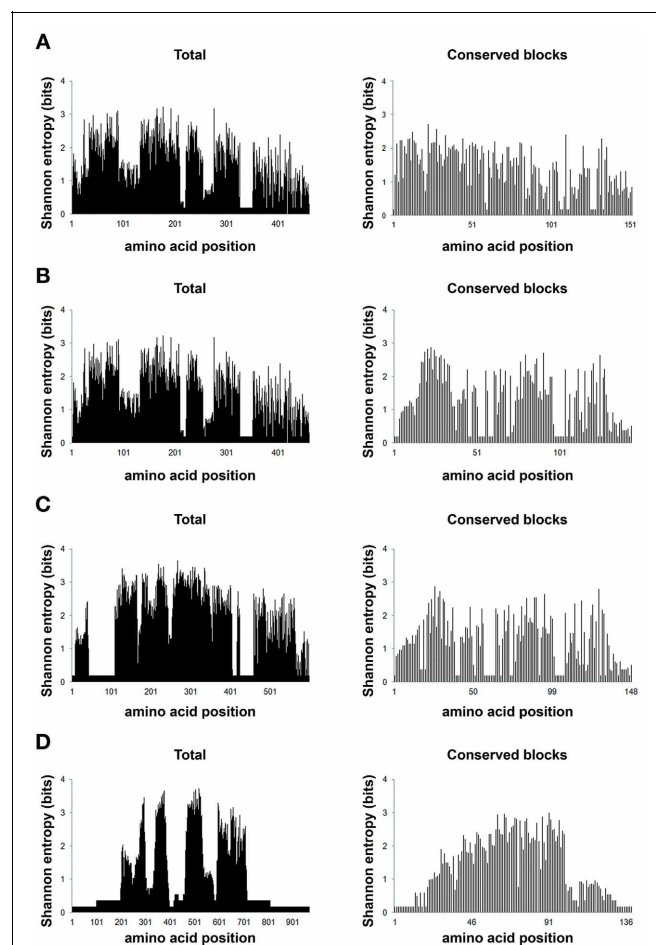 A
Total
Conserved blocks
Shannon entropy (bits)
4
3
2
1
0
1 101 201 301 401
amino acid position
Shannon entropy (bits)
4
3
2
1
0
1 51 101 151
amino acid position
B
Total
Conserved blocks
Shannon entropy (bits)
4
3
2
1
0
1 101 201 301 401
amino acid position
Shannon entropy (bits)
4
3
2
1
0
1 51 101
amino acid position
C
Total
Conserved blocks
Shannon entropy (bits)
4
3
2
1
0
1 101 201 301 401 501
amino acid position
Shannon entropy (bits)
4
3
2
1
0
1 50 99 148
amino acid position
D
Total
Conserved blocks
Shannon entropy (bits)
4
3
2
1
0
1 101 201 301 401 501 601 701 801 901
amino acid position
Shannon entropy (bits)
4
3
2
1
0
1 46 91 136
amino acid position